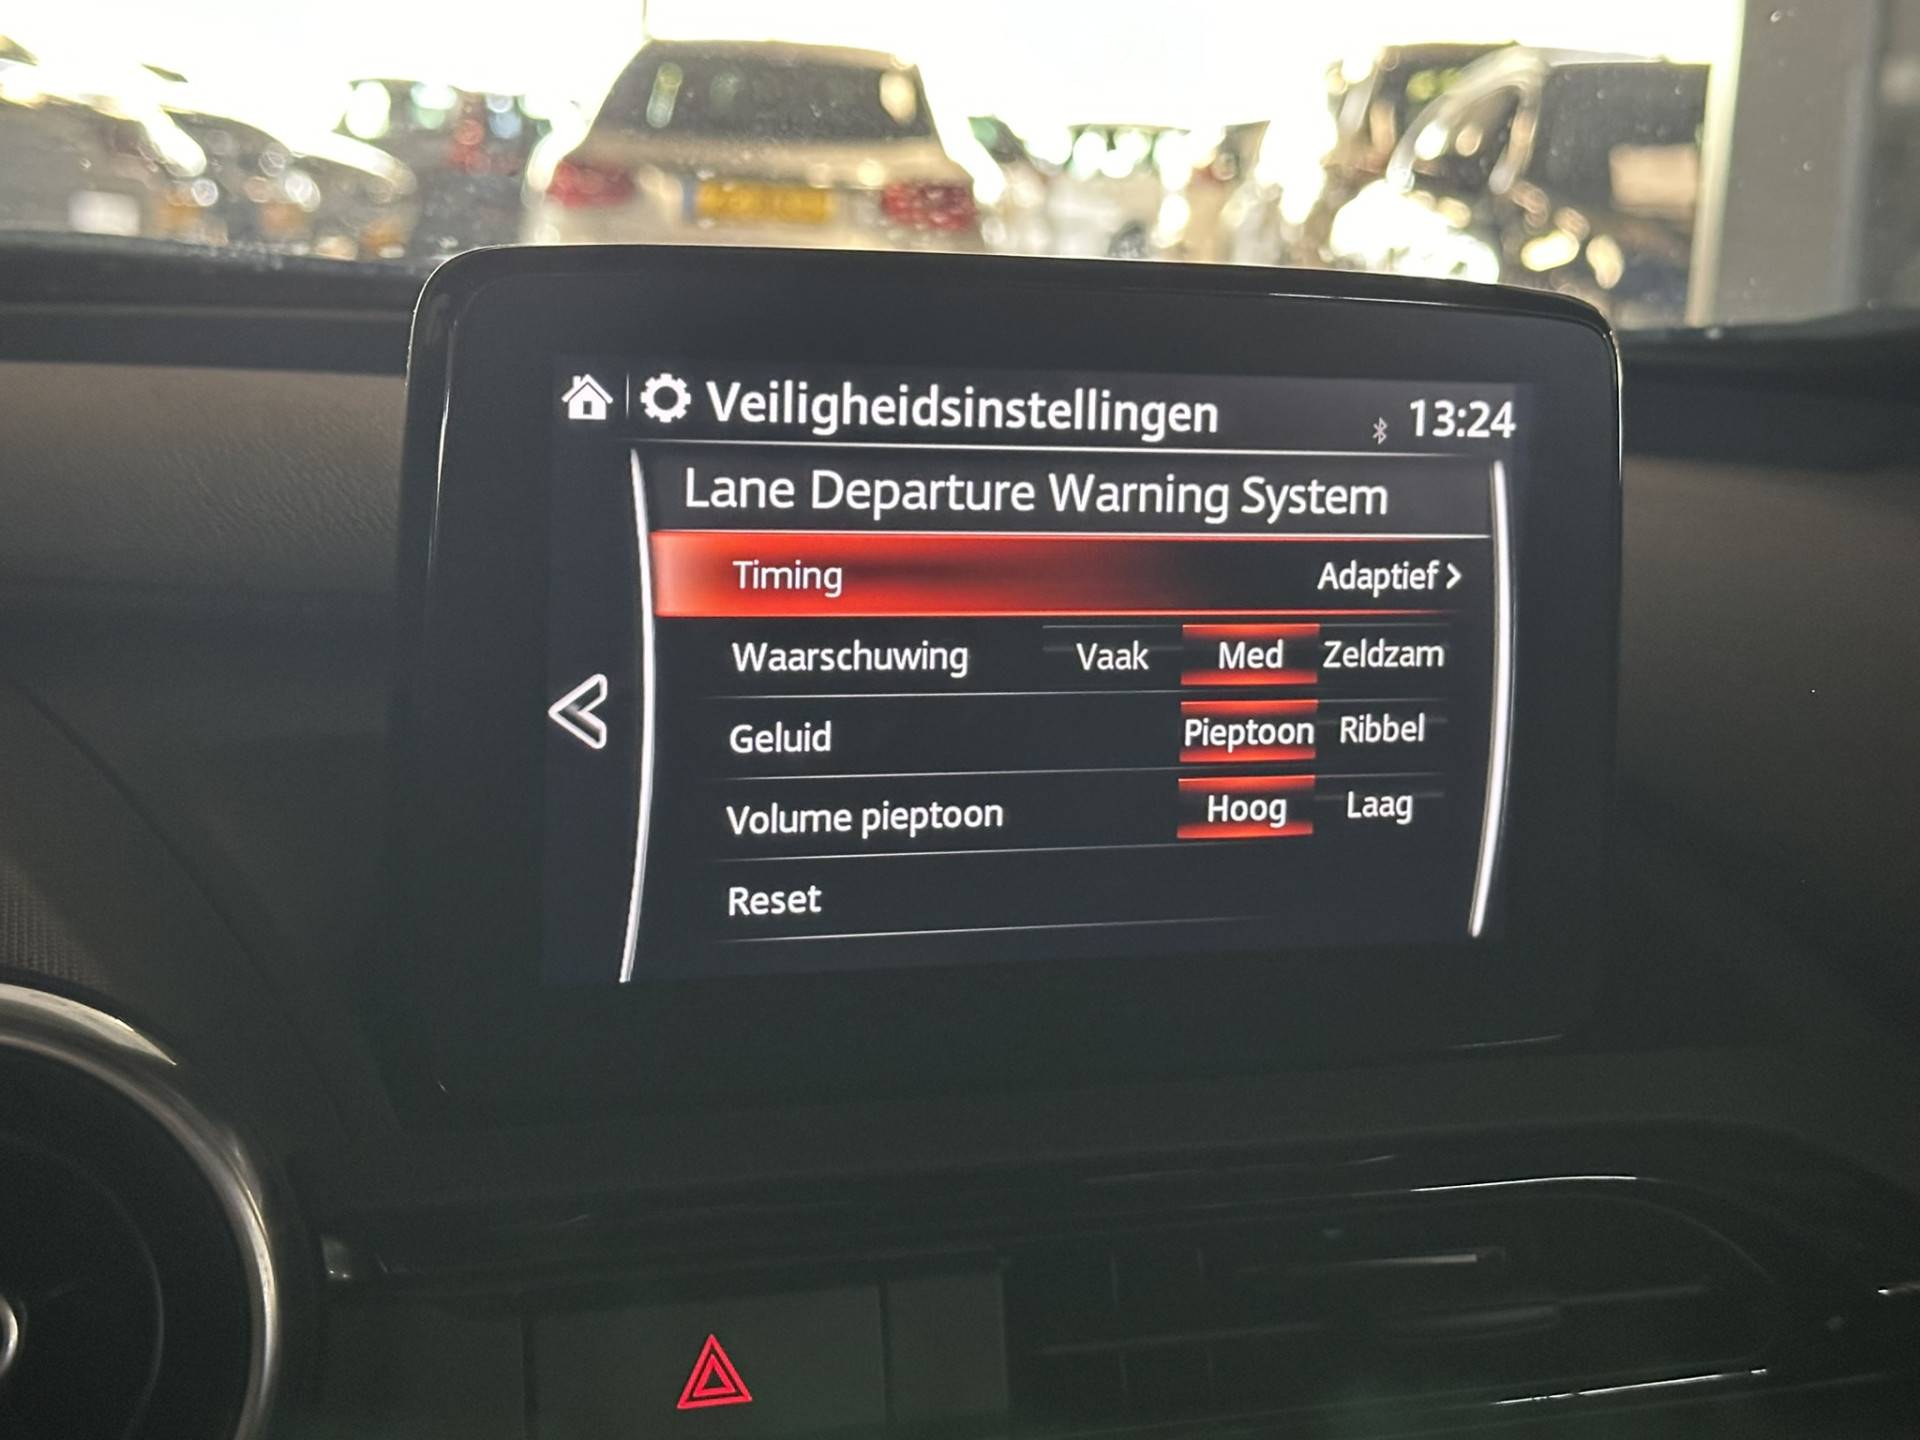 Veiligheidsinstellingen 13:24
Lane Departure Warning System
Timing Adaptief >
Waarschuwing Vaak Med Zeldzam
Geluid Pieptoon Ribbel
Volume pieptoon Hoog Laag
Reset